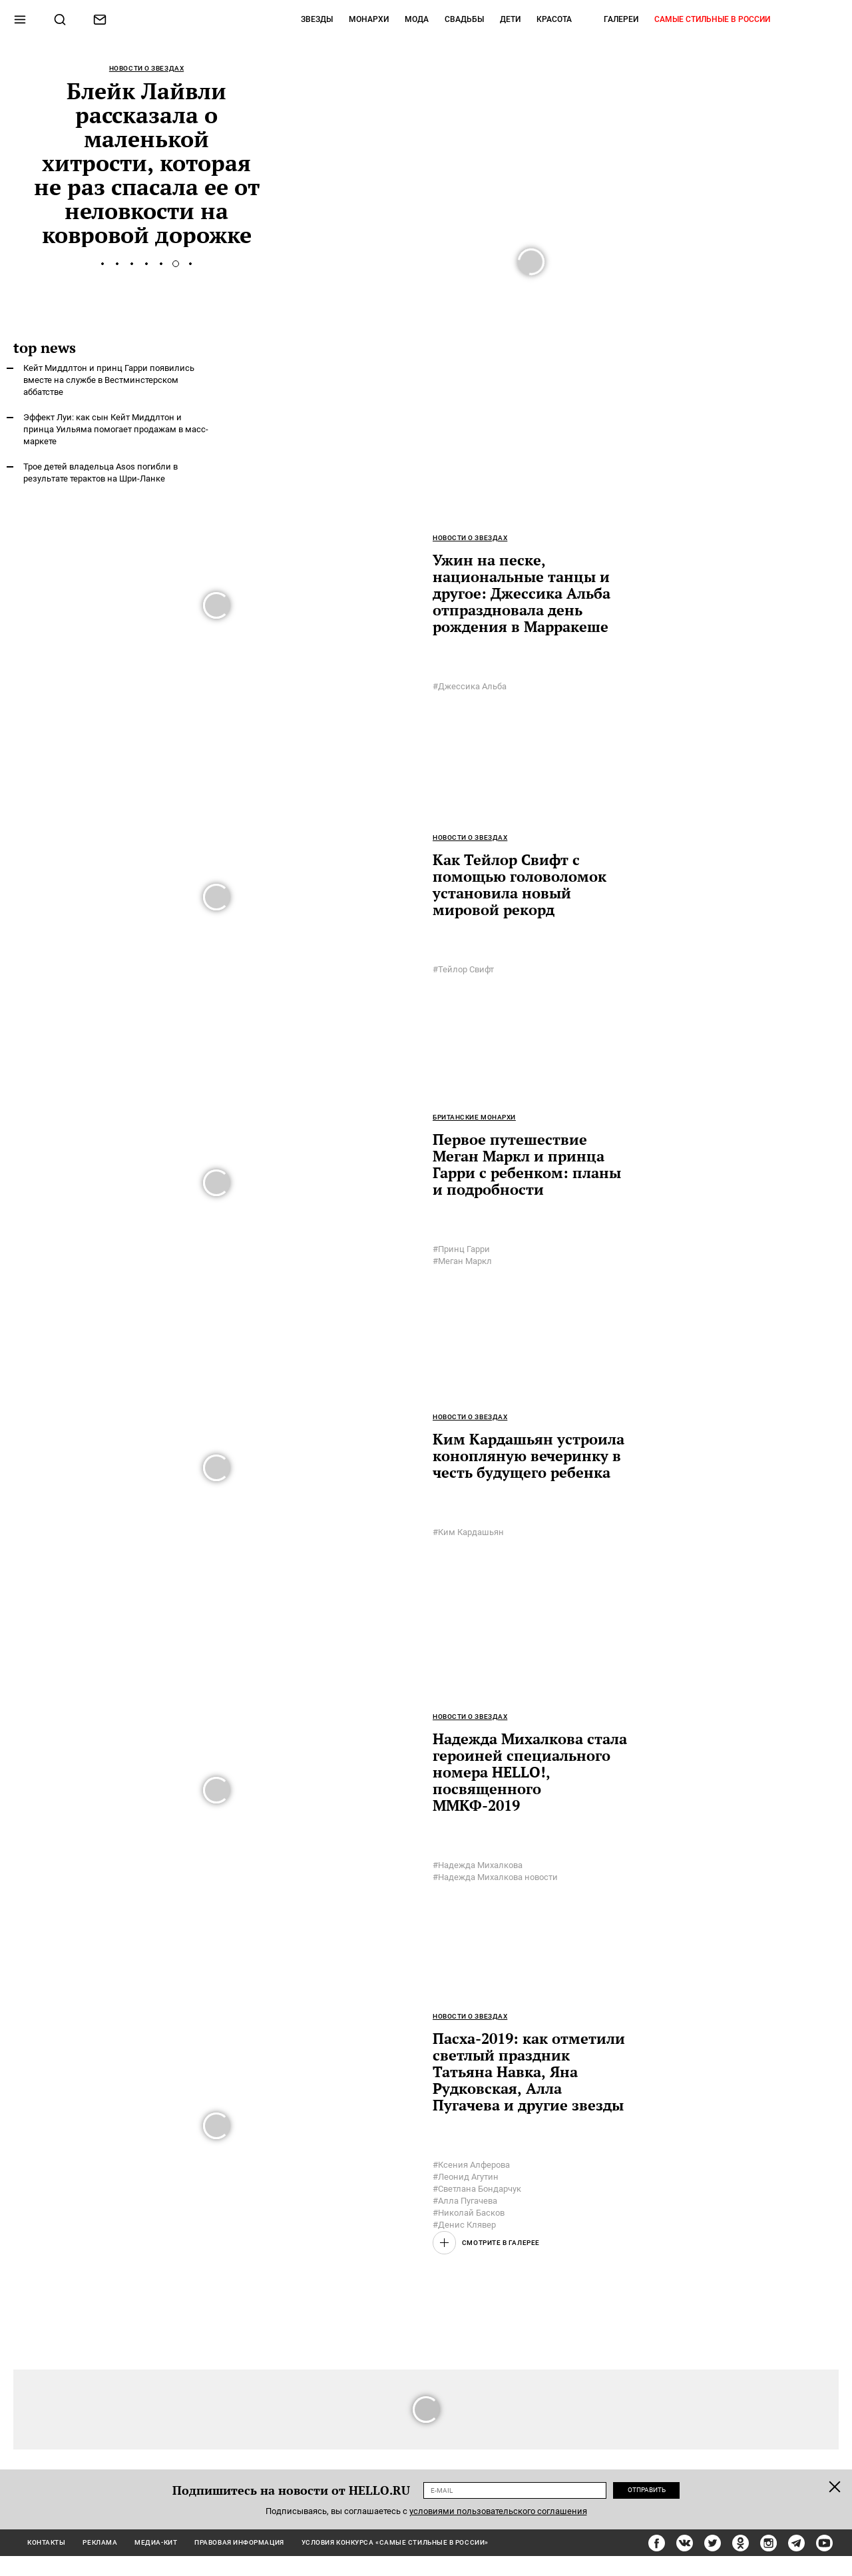 ЗВЕЗДЫ МОНАРХИ МОДА СВАДЬБЫ ДЕТИ КРАСОТА ГАЛЕРЕИ САМЫЕ СТИЛЬНЫЕ В РОССИИ
НОВОСТИ О ЗВЕЗДАХ
Блейк Лайвли
рассказала о
маленькой
хитрости, которая
не раз спасала ее от
неловкости на
ковровой дорожке
top news
Кейт Миддлтон и принц Гарри появились
вместе на службе в Вестминстерском
аббатстве
Эффект Луи: как сын Кейт Миддлтон и
принца Уильяма помогает продажам в масс-
маркете
Трое детей владельца Asos погибли в
результате терактов на Шри-Ланке
НОВОСТИ О ЗВЕЗДАХ
Ужин на песке,
национальные танцы и
другое: Джессика Альба
отпраздновала день
рождения в Марракеше
#Джессика Альба
НОВОСТИ О ЗВЕЗДАХ
Как Тейлор Свифт с
помощью головоломок
установила новый
мировой рекорд
#Тейлор Свифт
БРИТАНСКИЕ МОНАРХИ
Первое путешествие
Меган Маркл и принца
Гарри с ребенком: планы
и подробности
#Принц Гарри
#Меган Маркл
НОВОСТИ О ЗВЕЗДАХ
Ким Кардашьян устроила
конопляную вечеринку в
честь будущего ребенка
#Ким Кардашьян
НОВОСТИ О ЗВЕЗДАХ
Надежда Михалкова стала
героиней специального
номера HELLO!,
посвященного
ММКФ-2019
#Надежда Михалкова
#Надежда Михалкова новости
НОВОСТИ О ЗВЕЗДАХ
Пасха-2019: как отметили
светлый праздник
Татьяна Навка, Яна
Рудковская, Алла
Пугачева и другие звезды
#Ксения Алферова
#Леонид Агутин
#Светлана Бондарчук
#Алла Пугачева
#Николай Басков
#Денис Клявер
СМОТРИТЕ В ГАЛЕРЕЕ
Подпишитесь на новости от HELLO.RU E-MAIL ОТПРАВИТЬ
Подписываясь, вы соглашаетесь с условиями пользовательского соглашения
КОНТАКТЫ РЕКЛАМА МЕДИА-КИТ ПРАВОВАЯ ИНФОРМАЦИЯ УСЛОВИЯ КОНКУРСА «САМЫЕ СТИЛЬНЫЕ В РОССИИ»